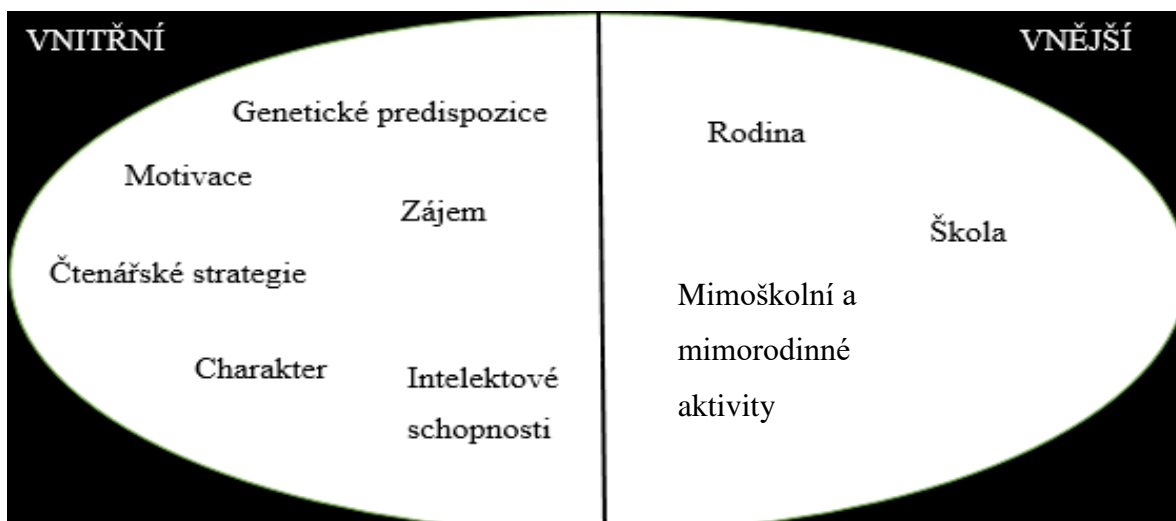 VNITŘNÍ
VNĚJŠÍ
Genetické predispozice
Motivace
Zájem
Čtenářské strategie
Charakter
Intelektové
schopnosti
Rodina
Škola
Mimoškolní a
mimorodinné
aktivity